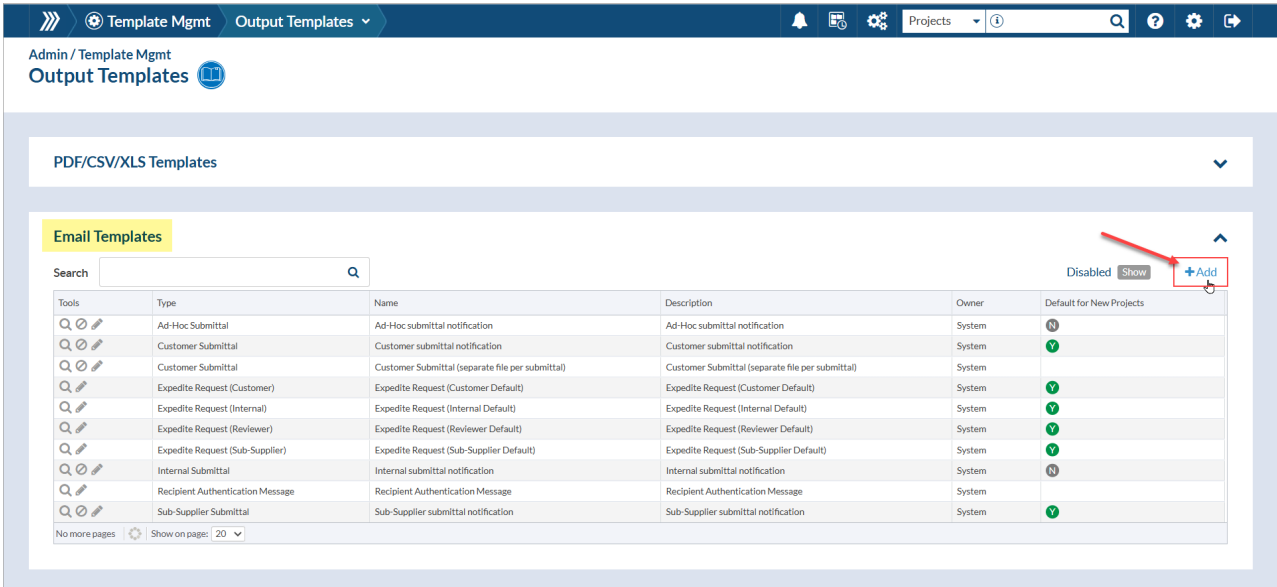 Template Mgmt Output Templates Projects
Admin / Template Mgmt
Output Templates
PDF/CSV/XLS Templates
Email Templates
Search Disabled Show +Add
Tools Type Name Description Owner Default for New Projects
Ad-Hoc Submittal Ad-Hoc submittal notification Ad-Hoc submittal notification System N
Customer Submittal Customer submittal notification Customer submittal notification System Y
Customer Submittal Customer Submittal (separate file per submittal) Customer Submittal (separate file per submittal) System
Expedite Request (Customer) Expedite Request (Customer Default) Expedite Request (Customer Default) System Y
Expedite Request (Internal) Expedite Request (Internal Default) Expedite Request (Internal Default) System Y
Expedite Request (Reviewer) Expedite Request (Reviewer Default) Expedite Request (Reviewer Default) System Y
Expedite Request (Sub-Supplier) Expedite Request (Sub-Supplier Default) Expedite Request (Sub-Supplier Default) System Y
Internal Submittal Internal submittal notification Internal submittal notification System N
Recipient Authentication Message Recipient Authentication Message Recipient Authentication Message System
Sub-Supplier Submittal Sub-Supplier submittal notification Sub-Supplier submittal notification System Y
No more pages Show on page: 20